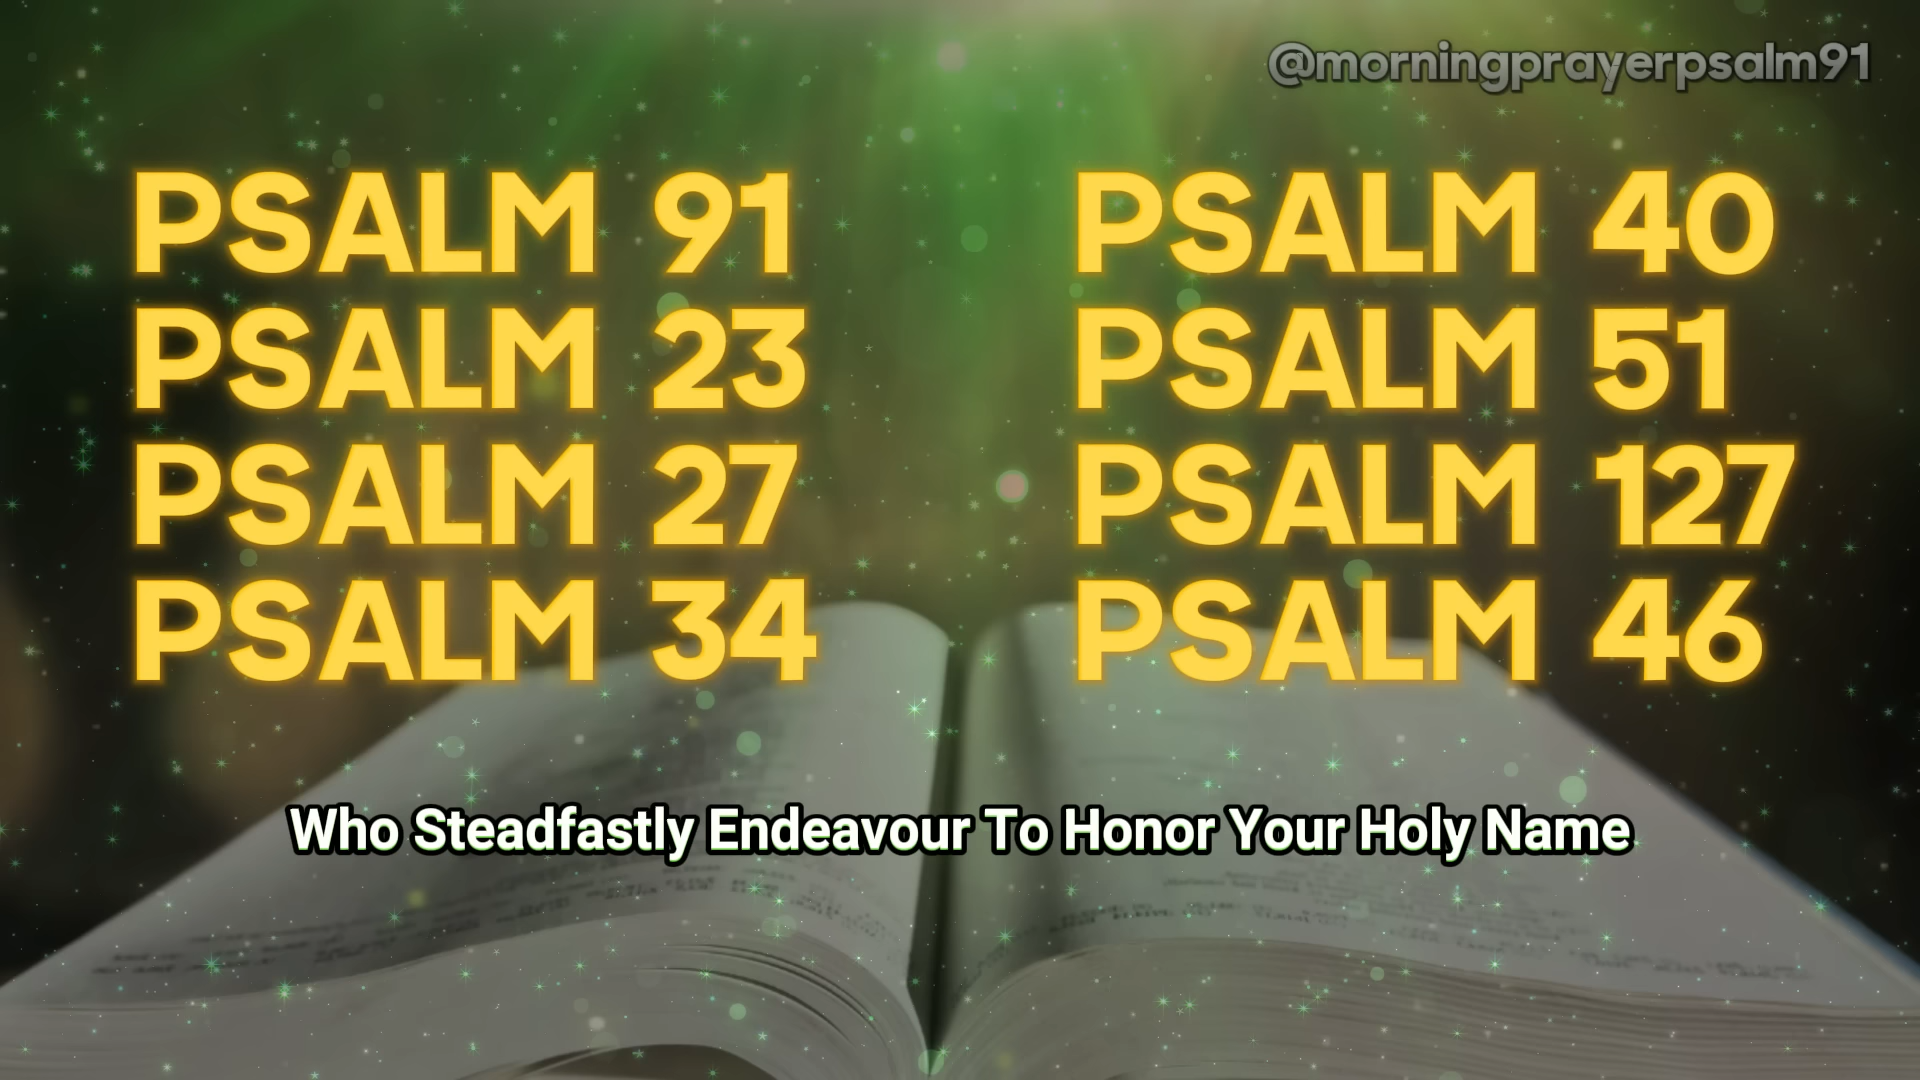 @morningprayerpsalm91
PSALM 91
PSALM 23
PSALM 27
PSALM 34
PSALM 40
PSALM 51
PSALM 127
PSALM 46
Who Steadfastly Endeavour To Honor Your Holy Name